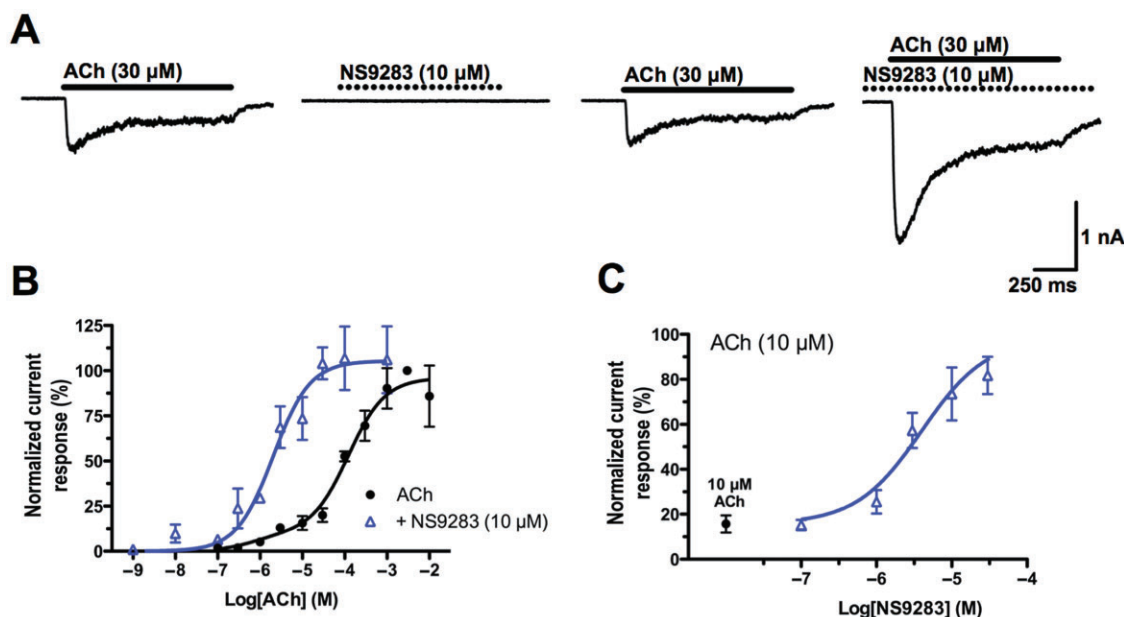 A
ACh (30 µM)
NS9283 (10 µM)
ACh (30 µM)
ACh (30 µM)
NS9283 (10 µM)
1 nA
250 ms
B
Normalized current
response (%)
125
100
75
50
25
0
−9 −8 −7 −6 −5 −4 −3 −2
Log[ACh] (M)
ACh
+ NS9283 (10 µM)
C
Normalized current
response (%)
100
80
60
40
20
0
ACh (10 µM)
10 µM
ACh
−7 −6 −5 −4
Log[NS9283] (M)